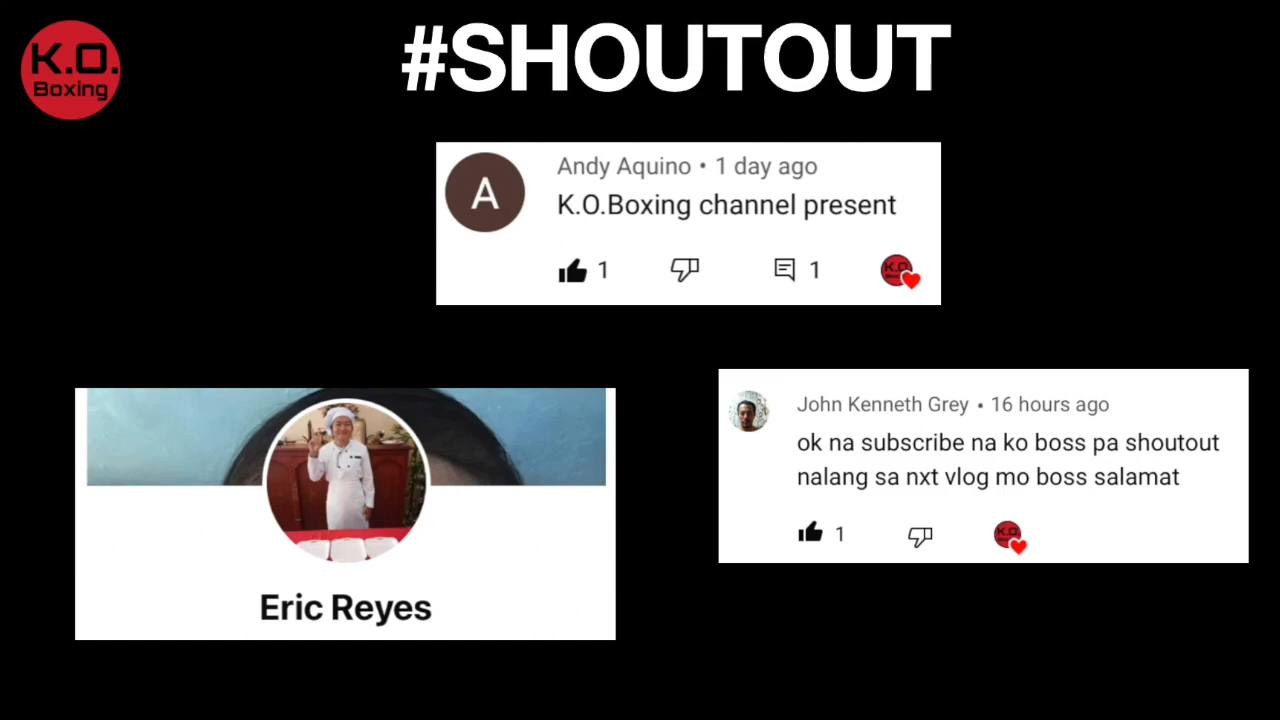 K.O.
Boxing
#SHOUTOUT
A
Andy Aquino • 1 day ago
K.O.Boxing channel present
1
1
K.O.
John Kenneth Grey • 16 hours ago
ok na subscribe na ko boss pa shoutout
nalang sa nxt vlog mo boss salamat
1
K.O.
Eric Reyes